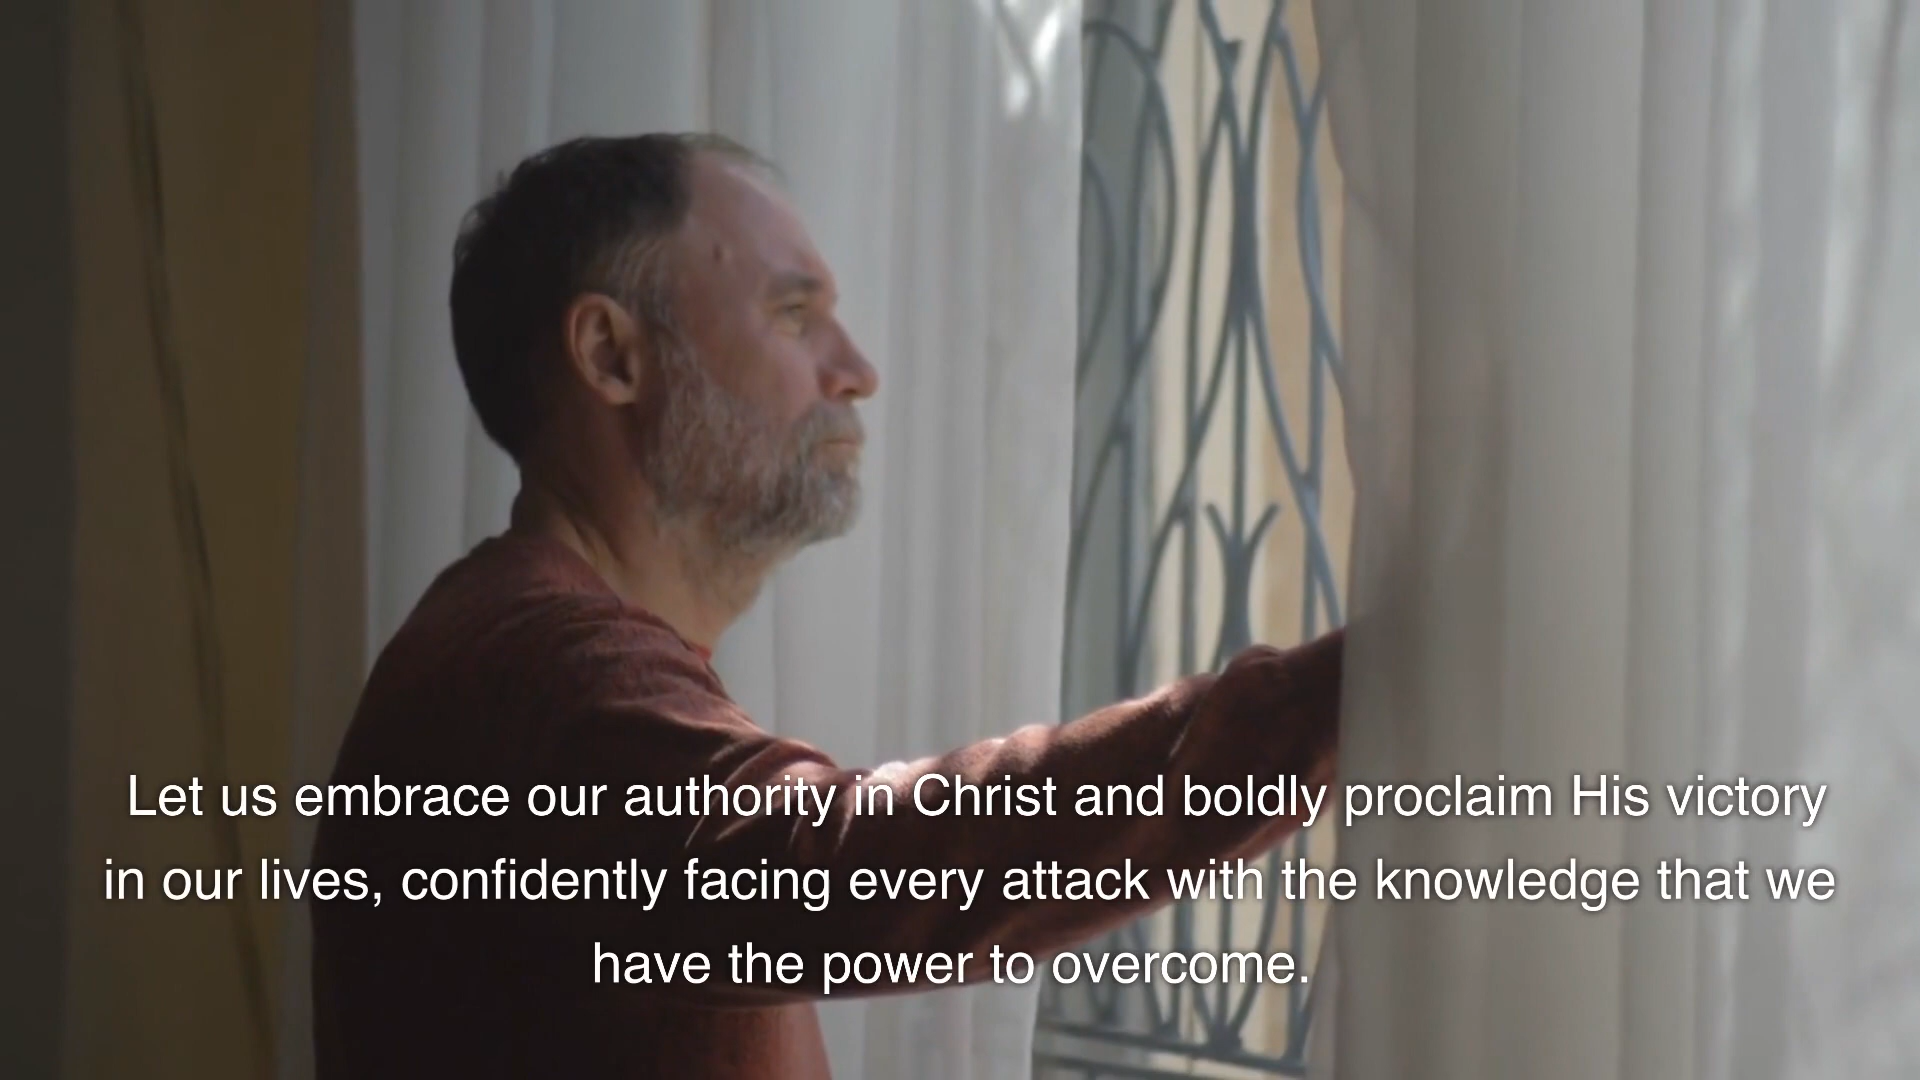 Let us embrace our authority in Christ and boldly proclaim His victory
in our lives, confidently facing every attack with the knowledge that we
have the power to overcome.